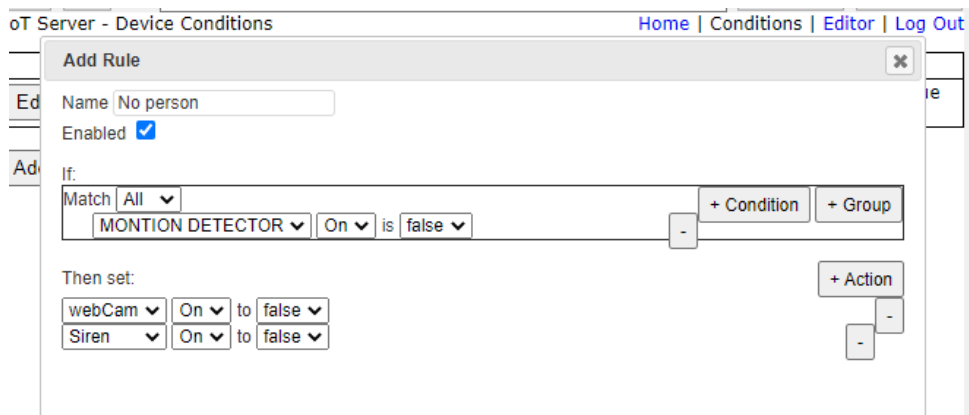 oT Server - Device Conditions Home | Conditions | Editor | Log Out
Add Rule
Name No person
Enabled
If:
Match All + Condition + Group
MONTION DETECTOR On is false -
Then set: + Action
webCam On to false -
Siren On to false -